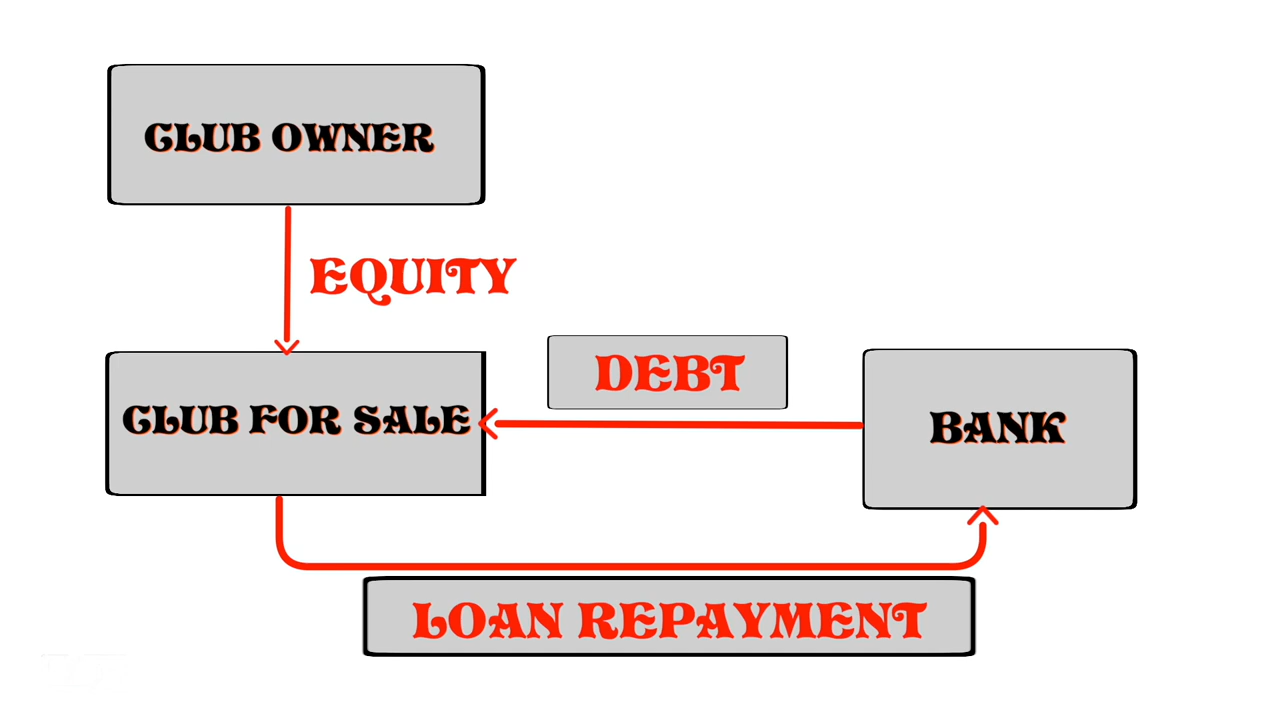 CLUB OWNER
EQUITY
DEBT
CLUB FOR SALE
BANK
LOAN REPAYMENT